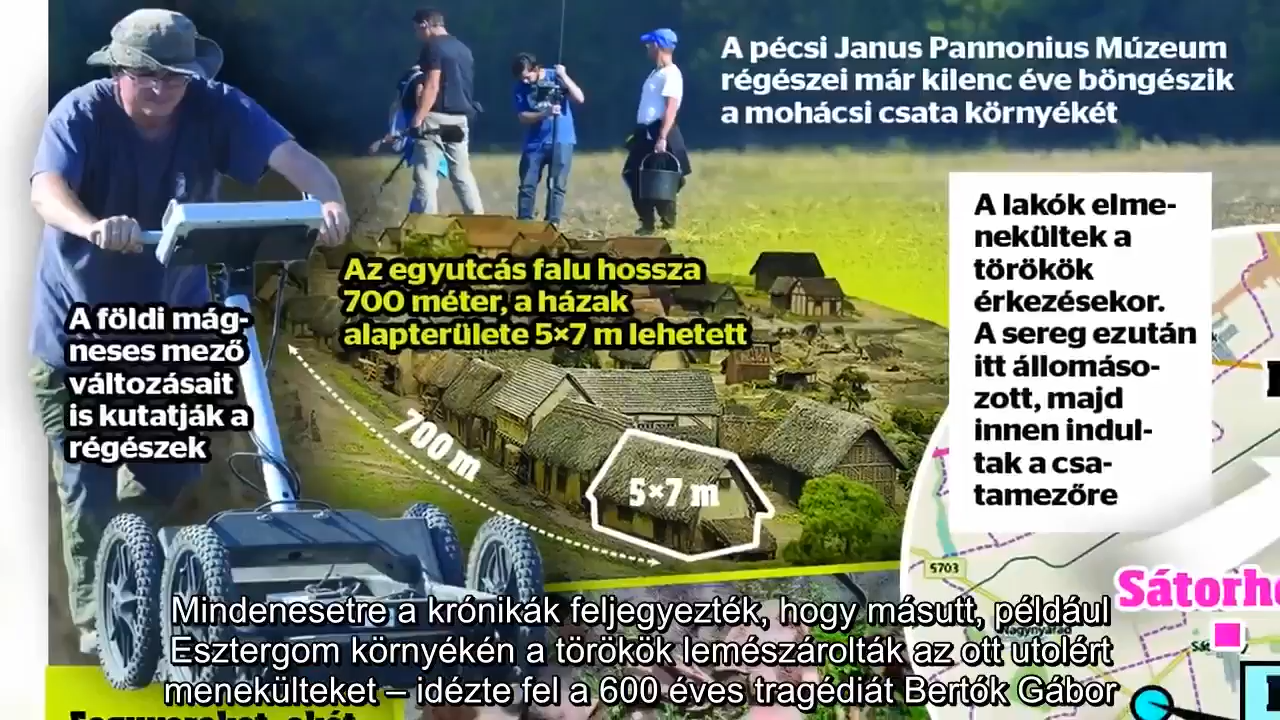 A pécsi Janus Pannonius Múzeum
régészei már kilenc éve böngészik
a mohácsi csata környékét
A lakók elme-
nekültek a
törökök
érkezésekor.
A sereg ezután
itt állomáso-
zott, majd
innen indul-
tak a csa-
tamezőre
Az egyutcás falu hossza
700 méter, a házak
alapterülete 5×7 m lehetett
A földi mág-
neses mező
változásait
is kutatják a
régészek
700 m
5×7 m
5703
Sátorh
Nagynyárád
Mindenesetre a krónikák feljegyezték, hogy másutt, például
Esztergom környékén a törökök lemészárolták az ott utolért
menekülteket – idézte fel a 600 éves tragédiát Bertók Gábor